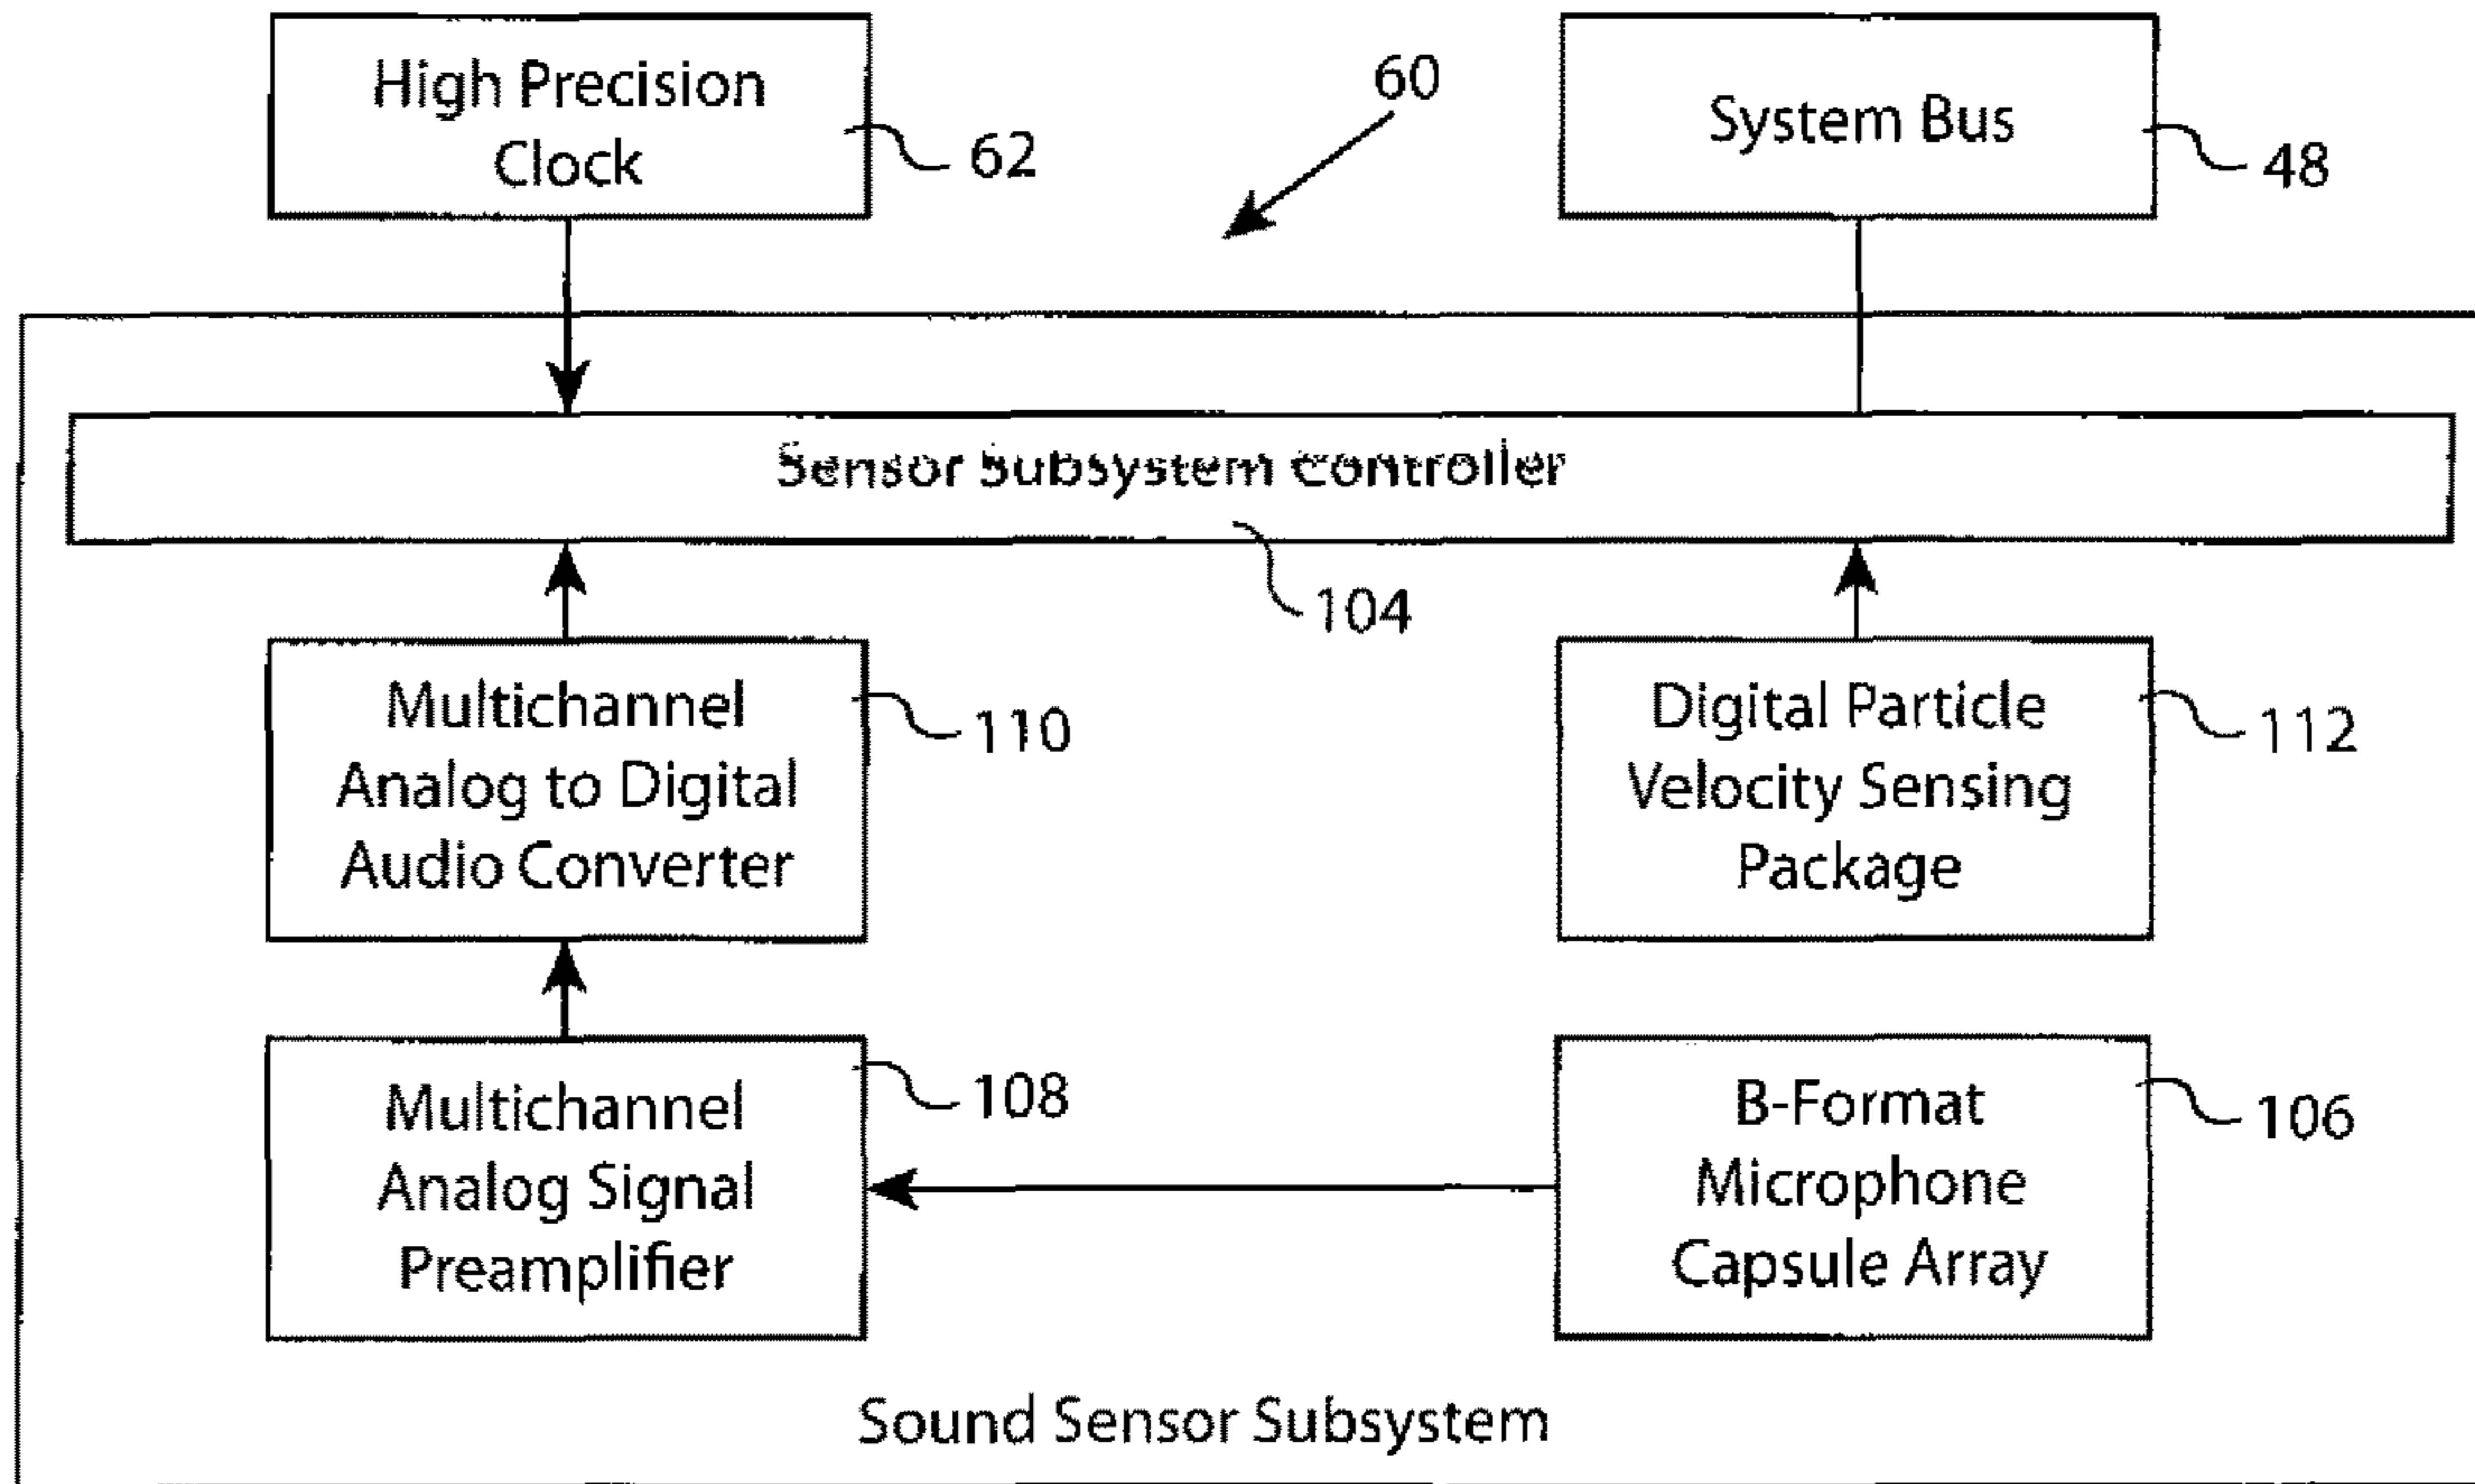 High Precision
Clock
62
60
System Bus
48
Sensor Subsystem Controller
104
Multichannel
Analog to Digital
Audio Converter
110
Digital Particle
Velocity Sensing
Package
112
Multichannel
Analog Signal
Preamplifier
108
B-Format
Microphone
Capsule Array
106
Sound Sensor Subsystem